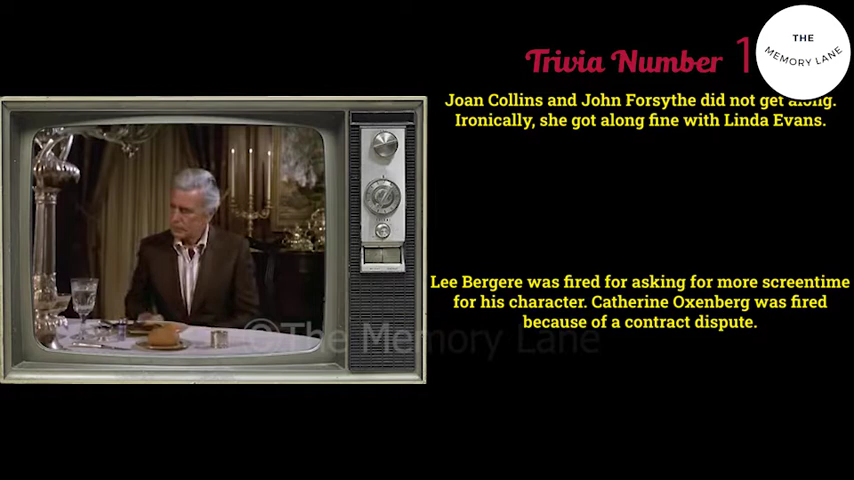 Trivia Number 1
THE
MEMORY LANE
Joan Collins and John Forsythe did not get along.
Ironically, she got along fine with Linda Evans.
Lee Bergere was fired for asking for more screentime
for his character. Catherine Oxenberg was fired
because of a contract dispute.
©The Memory Lane